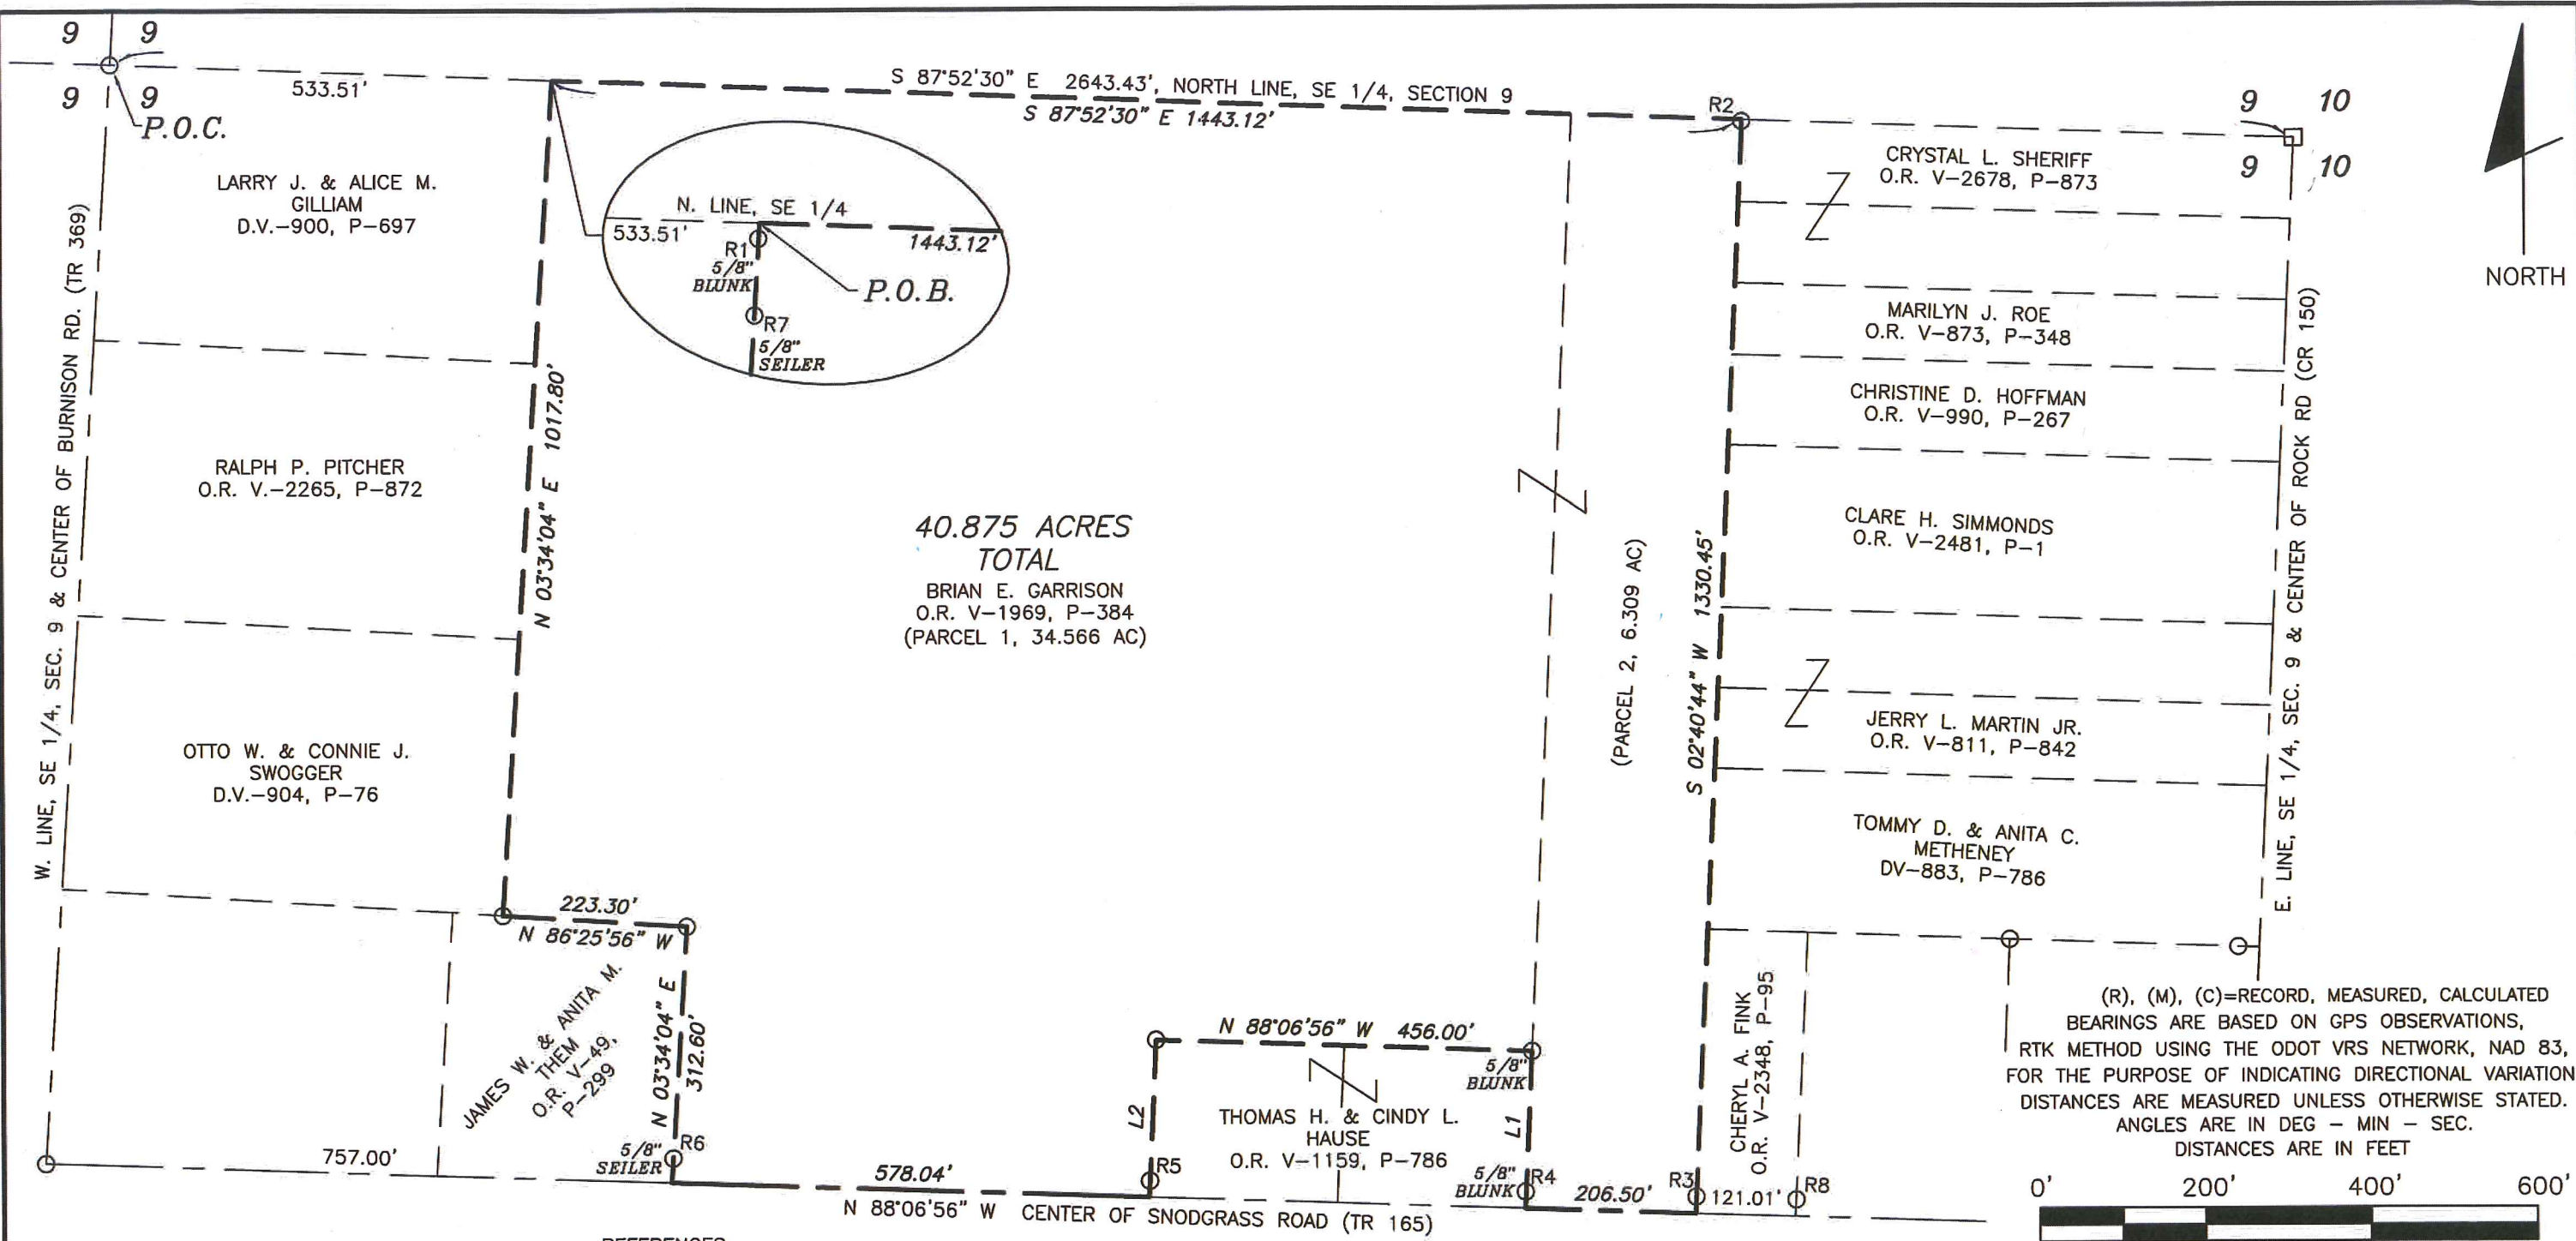 9 9
9 9
P.O.C.
533.51'
S 87°52'30" E 2643.43', NORTH LINE, SE 1/4, SECTION 9
S 87°52'30" E 1443.12'
R2
9 10
9 10
NORTH
LARRY J. & ALICE M.
GILLIAM
D.V.-900, P-697
RALPH P. PITCHER
O.R. V.-2265, P-872
OTTO W. & CONNIE J.
SWOGGER
D.V.-904, P-76
W. LINE, SE 1/4, SEC. 9 & CENTER OF BURNISON RD. (TR 369)
N 03°34'04" E 1017.80'
N. LINE, SE 1/4
533.51'
1443.12'
R1
5/8"
BLUNK
P.O.B.
R7
5/8"
SEILER
40.875 ACRES
TOTAL
BRIAN E. GARRISON
O.R. V-1969, P-384
(PARCEL 1, 34.566 AC)
(PARCEL 2, 6.309 AC)
S 02°40'44" W 1330.45'
CRYSTAL L. SHERIFF
O.R. V-2678, P-873
MARILYN J. ROE
O.R. V-873, P-348
CHRISTINE D. HOFFMAN
O.R. V-990, P-267
CLARE H. SIMMONDS
O.R. V-2481, P-1
JERRY L. MARTIN JR.
O.R. V-811, P-842
TOMMY D. & ANITA C.
METHENEY
DV-883, P-786
E. LINE, SE 1/4, SEC. 9 & CENTER OF ROCK RD (CR 150)
223.30'
N 86°25'56" W
JAMES W. & ANITA M.
THEM
O.R. V-49,
P-299
N 03°34'04" E
312.60'
5/8"
SEILER
R6
757.00'
578.04'
N 88°06'56" W CENTER OF SNODGRASS ROAD (TR 165)
L2
R5
N 88°06'56" W 456.00'
5/8"
BLUNK
THOMAS H. & CINDY L.
HAUSE
O.R. V-1159, P-786
L1
5/8"
BLUNK
R4
206.50'
R3
121.01'
R8
CHERYL A. FINK
O.R. V-2348, P-95
(R), (M), (C)=RECORD, MEASURED, CALCULATED
BEARINGS ARE BASED ON GPS OBSERVATIONS,
RTK METHOD USING THE ODOT VRS NETWORK, NAD 83,
FOR THE PURPOSE OF INDICATING DIRECTIONAL VARIATION
DISTANCES ARE MEASURED UNLESS OTHERWISE STATED.
ANGLES ARE IN DEG - MIN - SEC.
DISTANCES ARE IN FEET
0' 200' 400' 600'
REFERENCES